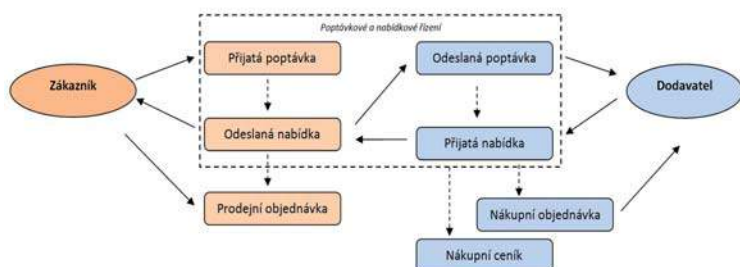 Poptávkové a nabídkové řízení
Přijatá poptávka
Odeslaná poptávka
Zákazník
Dodavatel
Odeslaná nabídka
Přijatá nabídka
Prodejní objednávka
Nákupní objednávka
Nákupní ceník